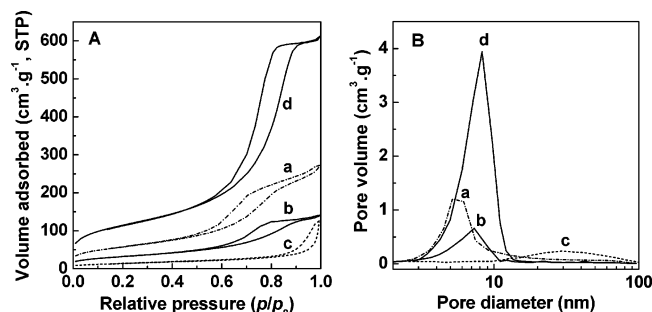 A
B
d
a
b
c
d
a
b
c
Volume adsorbed (cm³.g⁻¹, STP)
600
500
400
300
200
100
0
0.0 0.2 0.4 0.6 0.8 1.0
Relative pressure (p/p₀)
Pore volume (cm³.g⁻¹)
4
3
2
1
0
10 100
Pore diameter (nm)